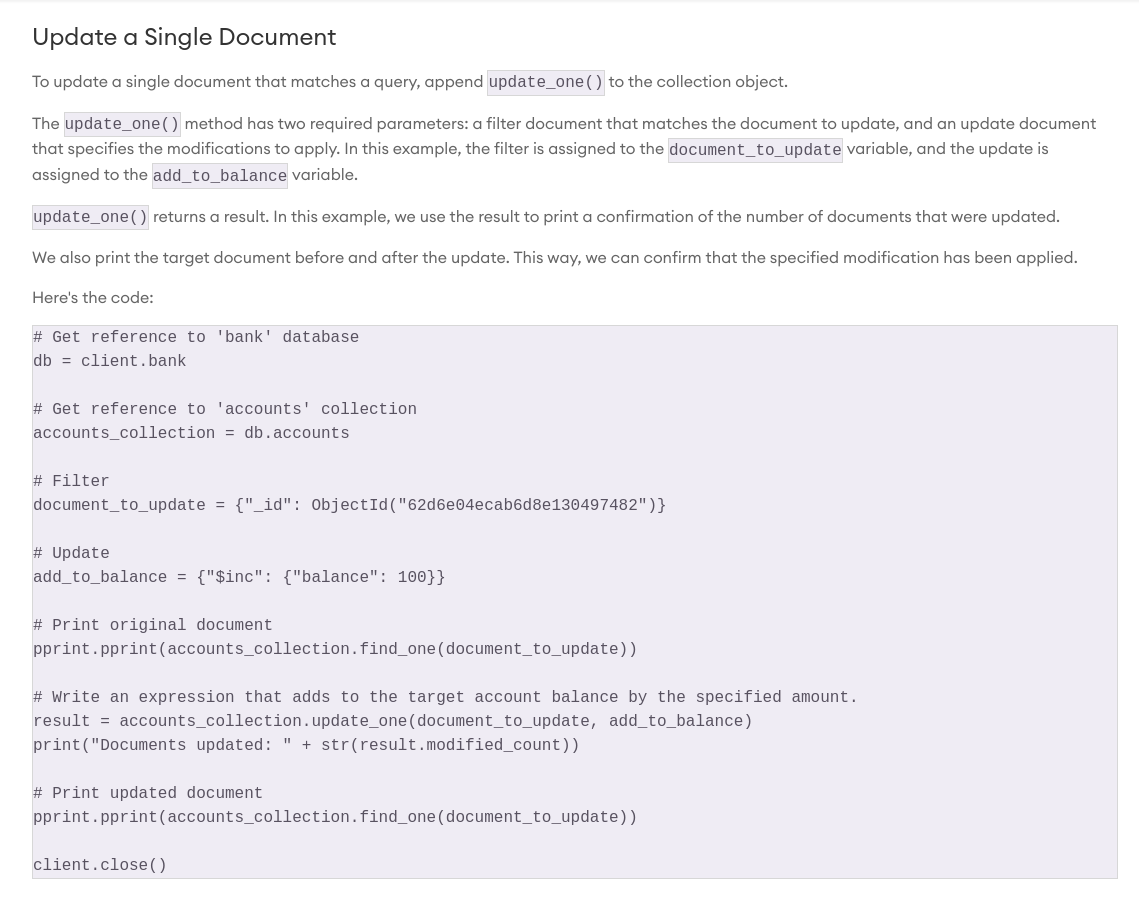 Update a Single Document
To update a single document that matches a query, append update_one() to the collection object.
The update_one() method has two required parameters: a filter document that matches the document to update, and an update document
that specifies the modifications to apply. In this example, the filter is assigned to the document_to_update variable, and the update is
assigned to the add_to_balance variable.
update_one() returns a result. In this example, we use the result to print a confirmation of the number of documents that were updated.
We also print the target document before and after the update. This way, we can confirm that the specified modification has been applied.
Here's the code:
# Get reference to 'bank' database
db = client.bank
# Get reference to 'accounts' collection
accounts_collection = db.accounts
# Filter
document_to_update = {"_id": ObjectId("62d6e04ecab6d8e130497482")}
# Update
add_to_balance = {"$inc": {"balance": 100}}
# Print original document
pprint.pprint(accounts_collection.find_one(document_to_update))
# Write an expression that adds to the target account balance by the specified amount.
result = accounts_collection.update_one(document_to_update, add_to_balance)
print("Documents updated: " + str(result.modified_count))
# Print updated document
pprint.pprint(accounts_collection.find_one(document_to_update))
client.close()